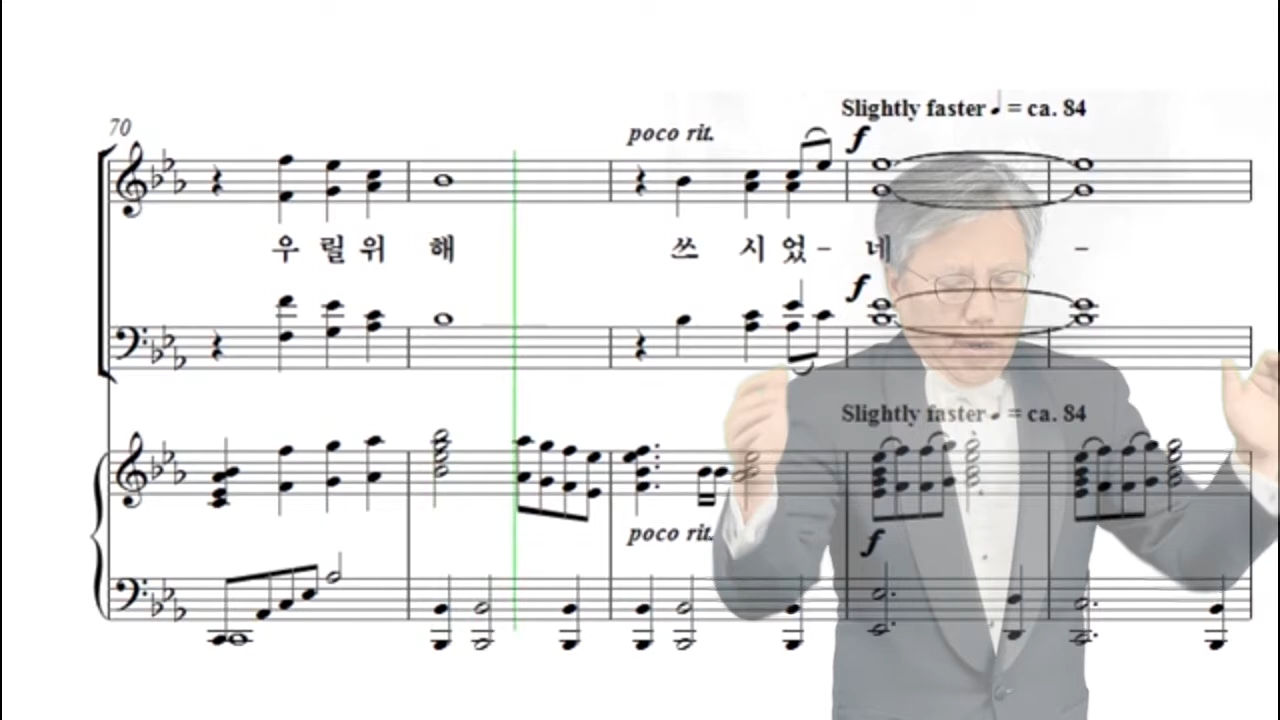 Slightly faster ♩ = ca. 84
70
poco rit.
f
우 릴 위 해 쓰 시 었 - 네 -
f
Slightly faster ♩ = ca. 84
poco rit.
f